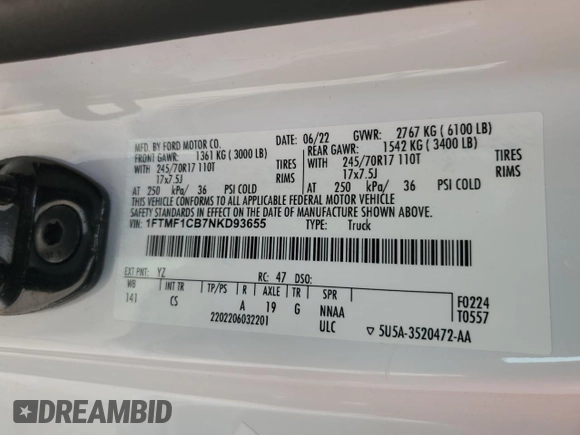 MFD. BY FORD MOTOR CO.
DATE: 06/22 GVWR: 2767 KG ( 6100 LB)
FRONT GAWR: 1361 KG ( 3000 LB) REAR GAWR: 1542 KG ( 3400 LB)
WITH 245/70R17 110T TIRES WITH 245/70R17 110T TIRES
17x7.5J RIMS 17x7.5J RIMS
AT 250 kPa/ 36 PSI COLD AT 250 kPa/ 36 PSI COLD
THIS VEHICLE CONFORMS TO ALL APPLICABLE FEDERAL MOTOR VEHICLE
SAFETY STANDARDS IN EFFECT ON THE DATE OF MANUFACTURE SHOWN ABOVE.
VIN: 1FTMF1CB7NKD93655 TYPE: Truck
EXT PNT: YZ RC: 47 DSO:
WB INT TR TP/PS R AXLE TR SPR
141 CS A 19 G NNAA
2202206032201 ULC
F0224
T0557
▽ 5U5A-3520472-AA
DREAMBID